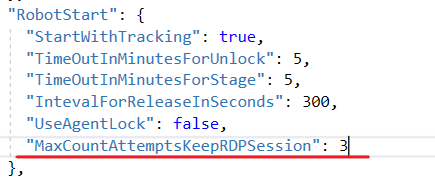 "RobotStart": {
"StartWithTracking": true,
"TimeOutInMinutesForUnlock": 5,
"TimeOutInMinutesForStage": 5,
"IntevalForReleaseInSeconds": 300,
"UseAgentLock": false,
"MaxCountAttemptsKeepRDPSession": 3
},